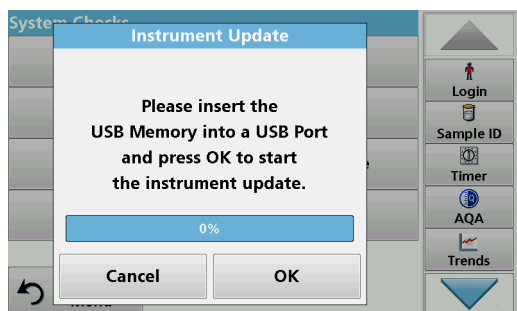 System Checks
Instrument Update
Please insert the
USB Memory into a USB Port
and press OK to start
the instrument update.
0%
Cancel
OK
Menu
Login
Sample ID
Timer
AQA
Trends